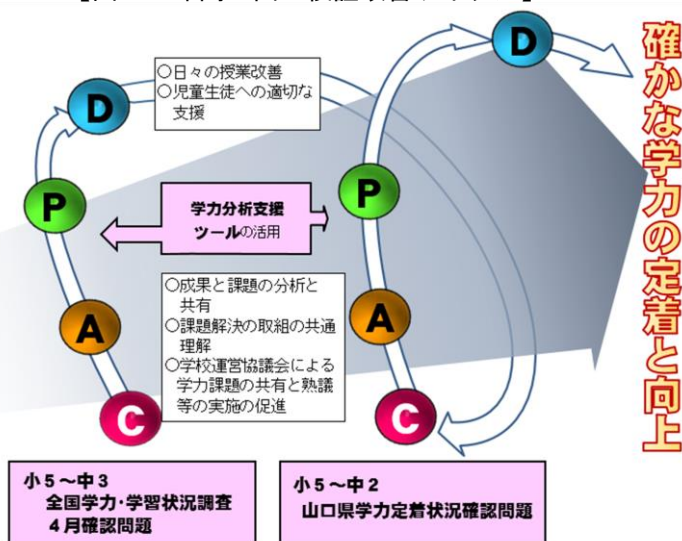 D
D
○日々の授業改善
○児童生徒への適切な
支援
P
P
学力分析支援
ツールの活用
○成果と課題の分析と
共有
○課題解決の取組の共通
理解
○学校運営協議会による
学力課題の共有と熟議
等の実施の促進
A
A
C
C
小5～中3
全国学力・学習状況調査
4月確認問題
小5～中2
山口県学力定着状況確認問題
確かな学力の定着と向上